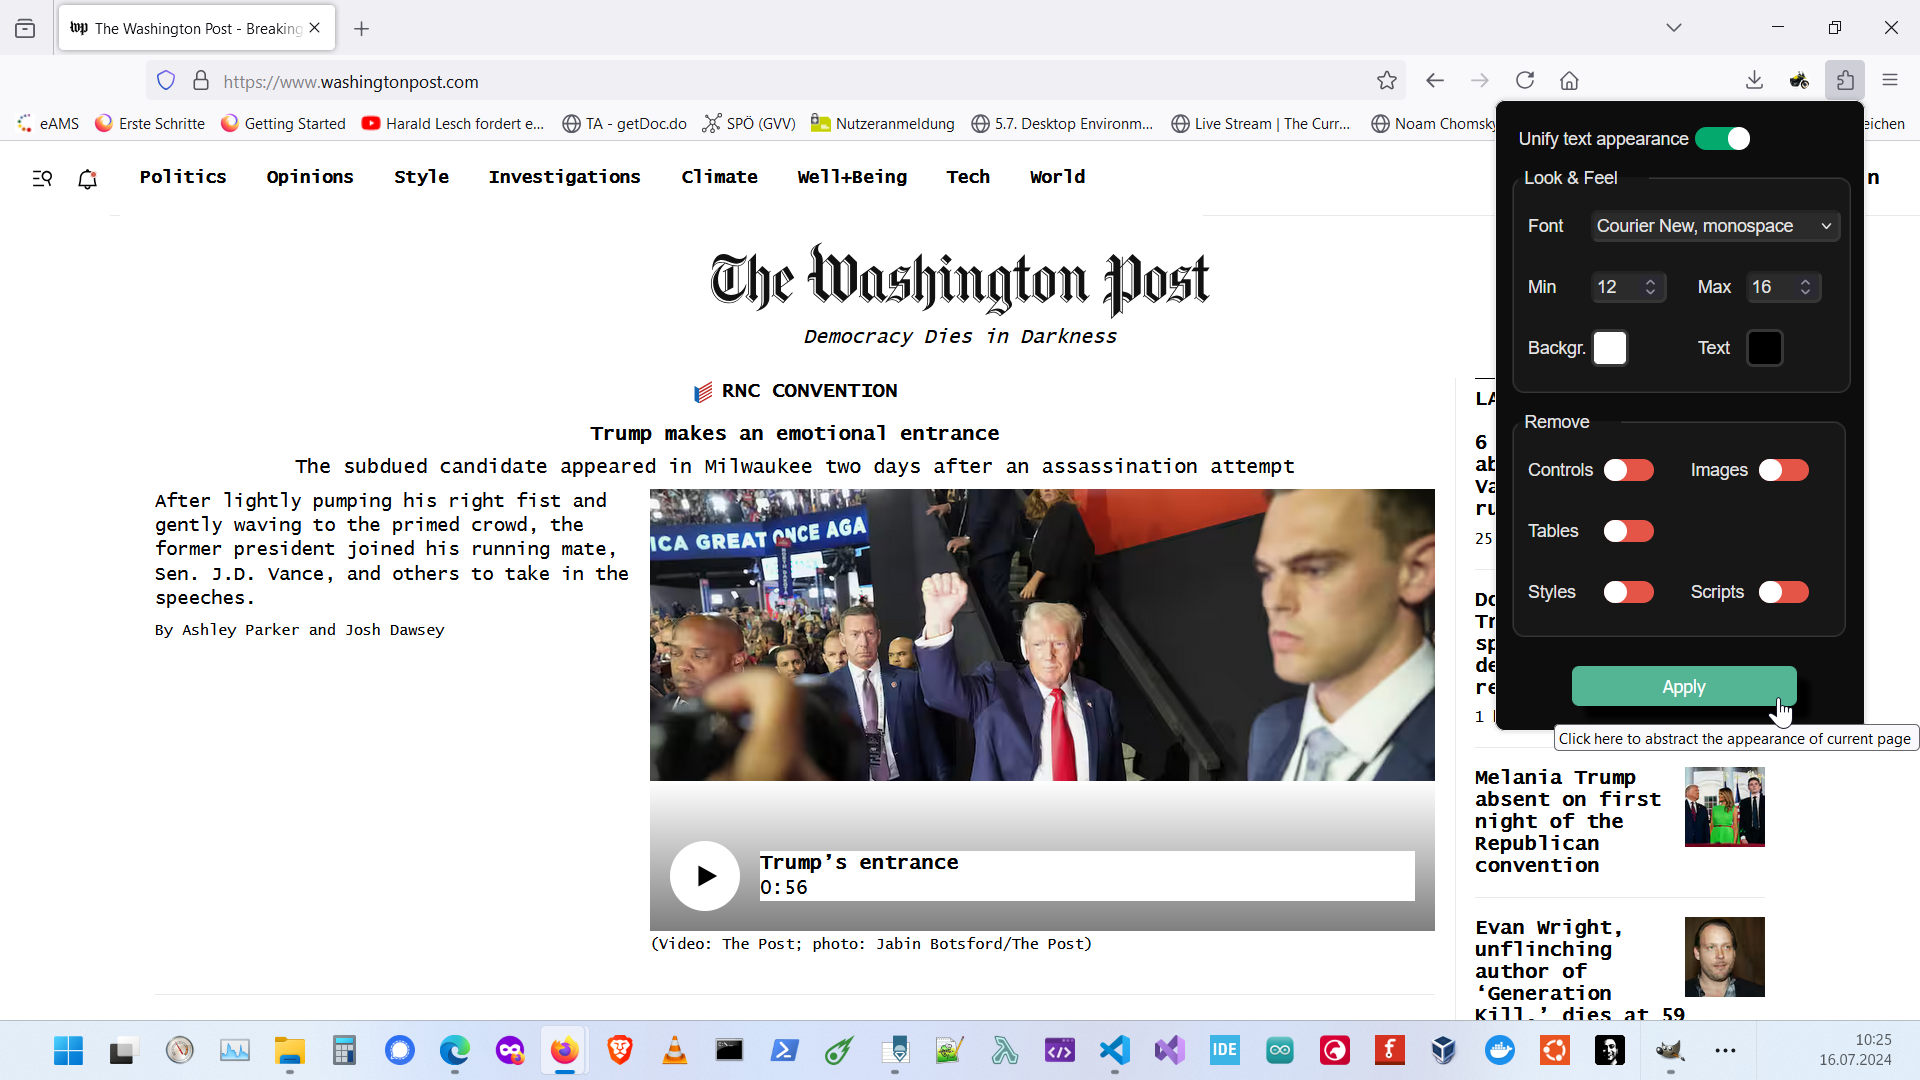 The Washington Post - Breaking
https://www.washingtonpost.com
eAMS
Erste Schritte
Getting Started
Harald Lesch fordert e...
TA - getDoc.do
SPÖ (GVV)
Nutzeranmeldung
5.7. Desktop Environm...
Live Stream | The Curr...
Noam Chomsky
eichen
Politics
Opinions
Style
Investigations
Climate
Well+Being
Tech
World
n
The Washington Post
Democracy Dies in Darkness
RNC CONVENTION
Trump makes an emotional entrance
The subdued candidate appeared in Milwaukee two days after an assassination attempt
After lightly pumping his right fist and
gently waving to the primed crowd, the
former president joined his running mate,
Sen. J.D. Vance, and others to take in the
speeches.
By Ashley Parker and Josh Dawsey
ICA GREAT ONCE AGA
Trump’s entrance
0:56
(Video: The Post; photo: Jabin Botsford/The Post)
LA
6
ab
Va
ru
25
Do
Tr
sp
de
re
1
Melania Trump
absent on first
night of the
Republican
convention
Evan Wright,
unflinching
author of
‘Generation
Kill,’ dies at 59
Unify text appearance
Look & Feel
Font
Courier New, monospace
Min
12
Max
16
Backgr.
Text
Remove
Controls
Images
Tables
Styles
Scripts
Apply
Click here to abstract the appearance of current page
IDE
10:25
16.07.2024